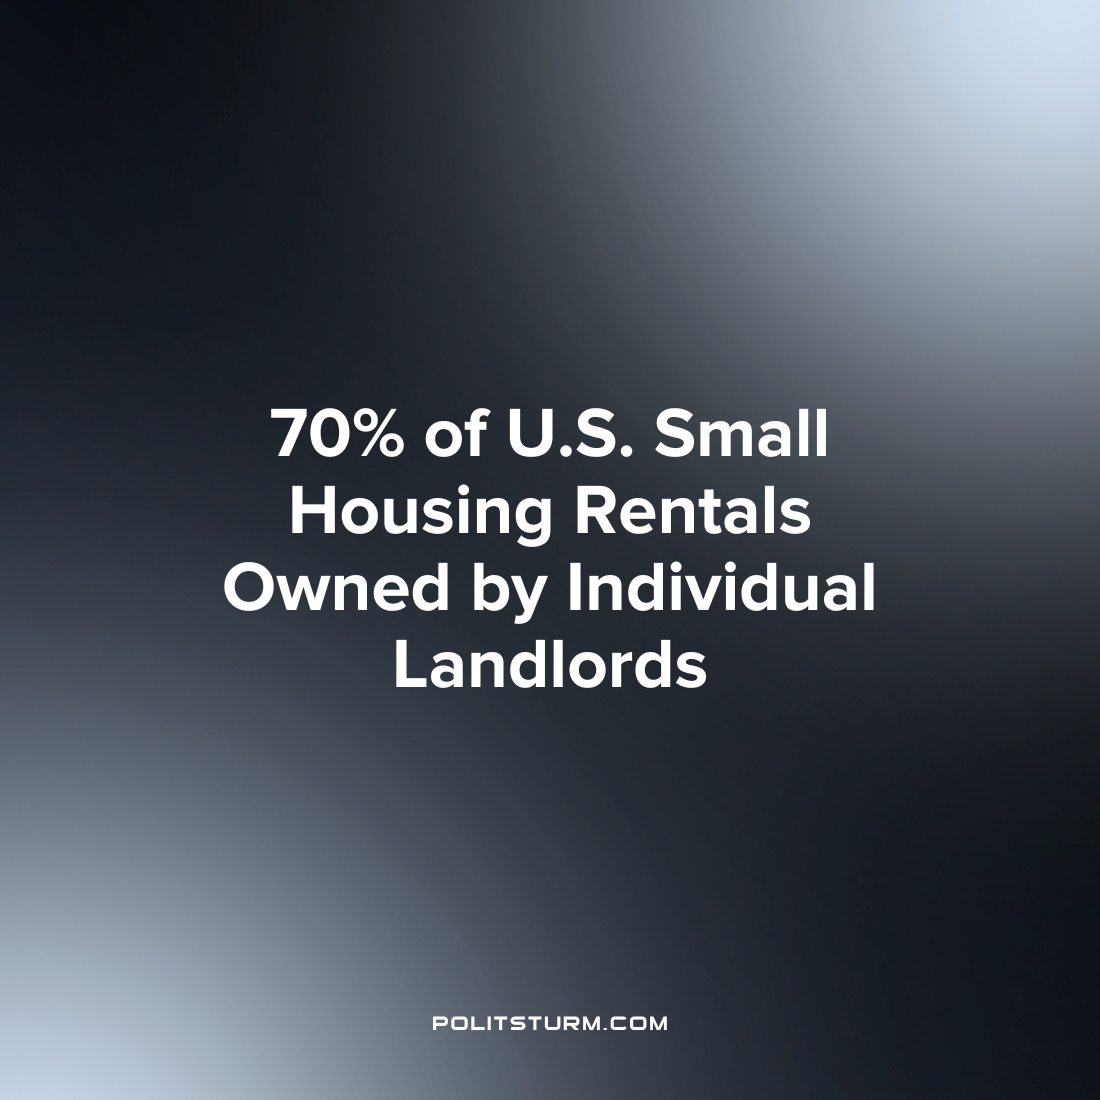 70% of U.S. Small
Housing Rentals
Owned by Individual
Landlords
POLITSTURM.COM